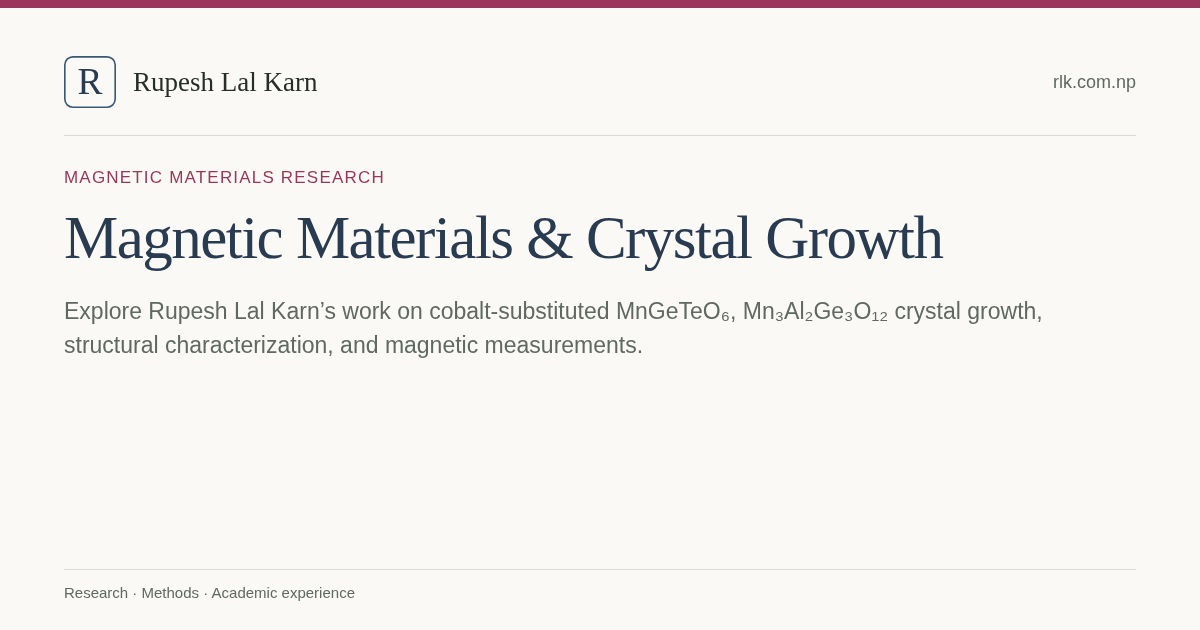 R
Rupesh Lal Karn
rlk.com.np
MAGNETIC MATERIALS RESEARCH
Magnetic Materials & Crystal Growth
Explore Rupesh Lal Karn’s work on cobalt-substituted MnGeTeO₆, Mn₃Al₂Ge₃O₁₂ crystal growth,
structural characterization, and magnetic measurements.
Research · Methods · Academic experience